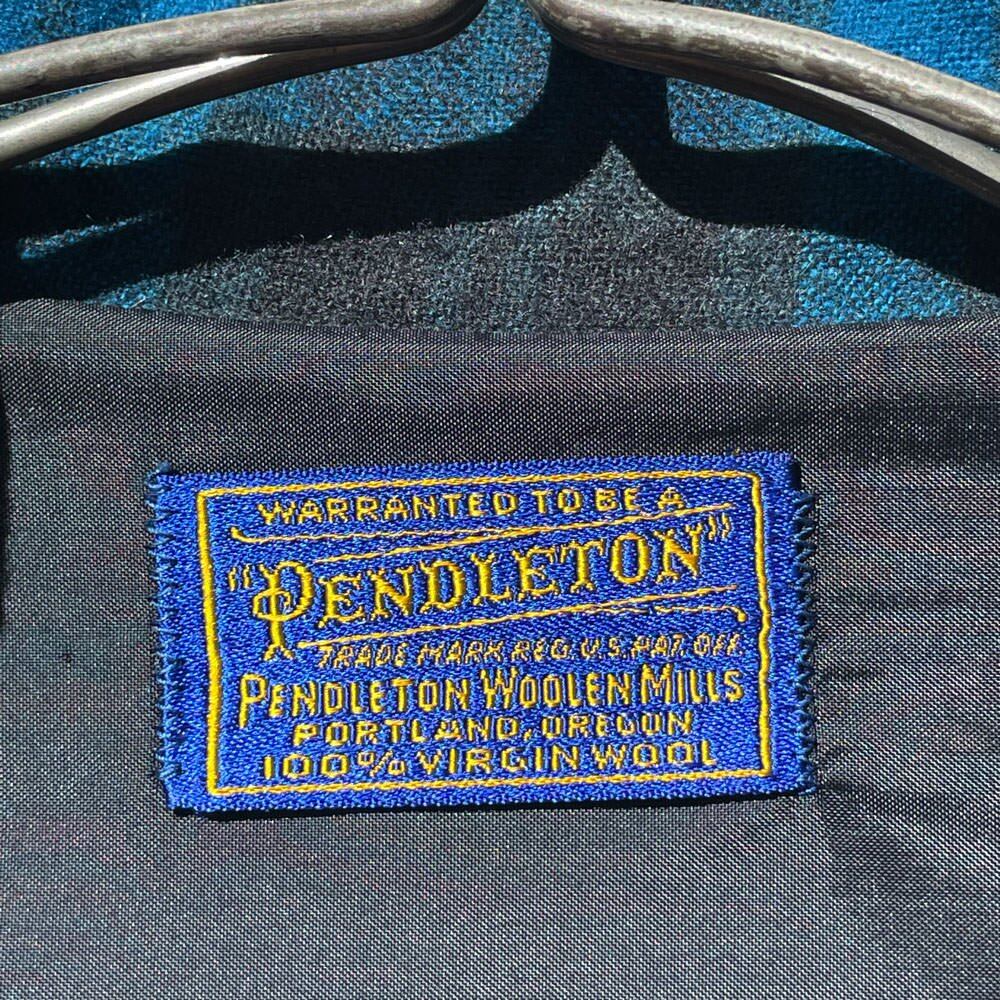 WARRANTED TO BE A
"PENDLETON"
TRADE MARK REG. U.S. PAT. OFF.
PENDLETON WOOLEN MILLS
PORTLAND, OREGON
100% VIRGIN WOOL